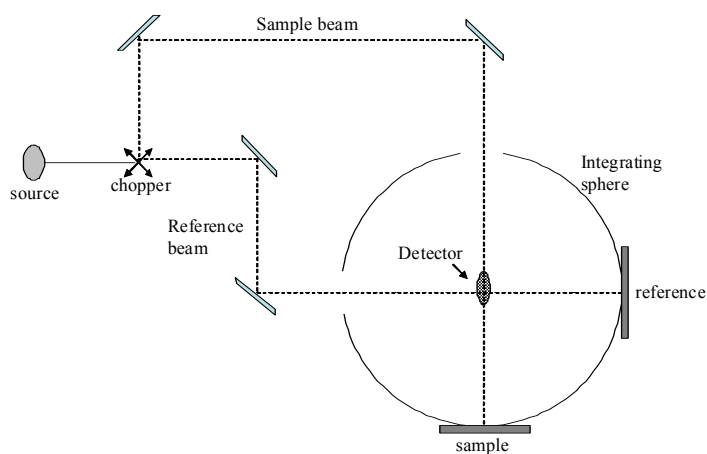 Sample beam
source
chopper
Integrating
sphere
Reference
beam
Detector
reference
sample